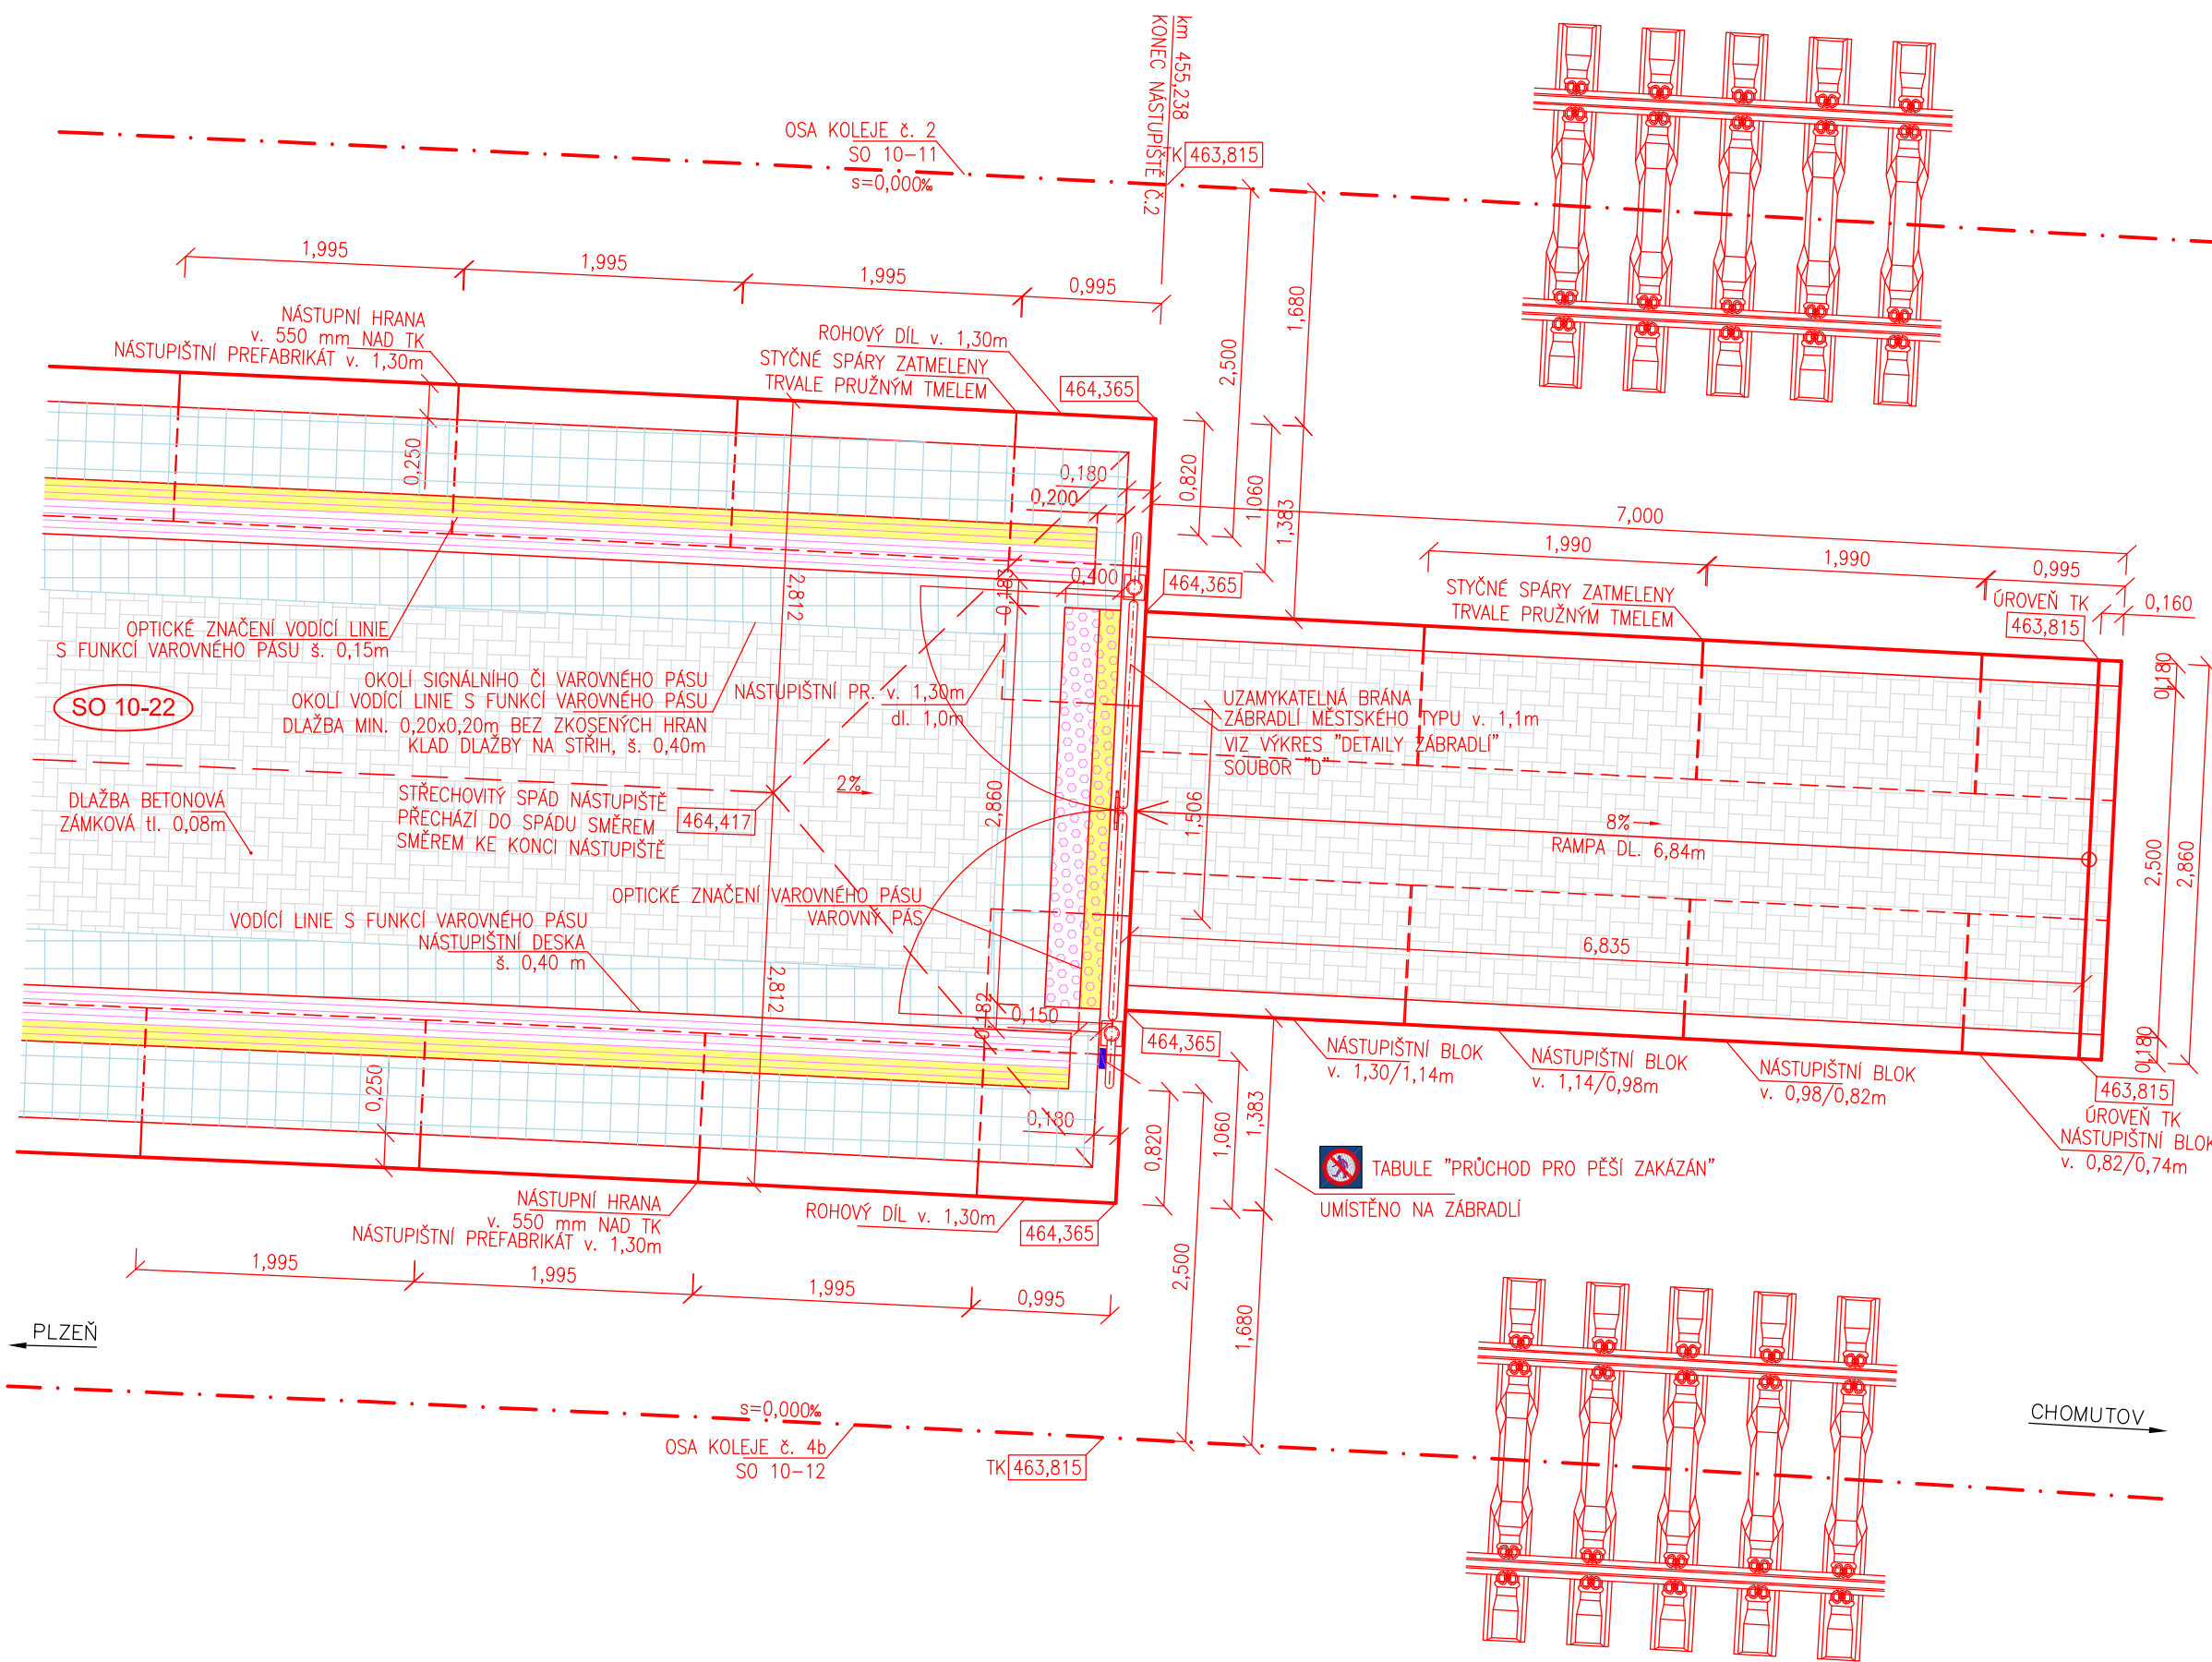 km 455,238
KONEC NÁSTUPIŠTĚ Č.2
OSA KOLEJE č. 2
SO 10-11
s=0,000‰
TK 463,815
1,995
1,995
1,995
0,995
NÁSTUPNÍ HRANA
v. 550 mm NAD TK
NÁSTUPIŠTNÍ PREFABRIKÁT v. 1,30m
ROHOVÝ DÍL v. 1,30m
STYČNÉ SPÁRY ZATMELENY
TRVALE PRUŽNÝM TMELEM
464,365
1,680
2,500
0,820
1,060
1,383
0,250
0,180
0,200
7,000
1,990
1,990
0,995
0,160
STYČNÉ SPÁRY ZATMELENY
TRVALE PRUŽNÝM TMELEM
ÚROVEŇ TK
463,815
0,180
464,365
0,400
0,182
2,812
OPTICKÉ ZNAČENÍ VODÍCÍ LINIE
S FUNKCÍ VAROVNÉHO PÁSU š. 0,15m
OKOLÍ SIGNÁLNÍHO ČI VAROVNÉHO PÁSU
OKOLÍ VODÍCÍ LINIE S FUNKCÍ VAROVNÉHO PÁSU
DLAŽBA MIN. 0,20x0,20m BEZ ZKOSENÝCH HRAN
KLAD DLAŽBY NA STŘIH, š. 0,40m
NÁSTUPIŠTNÍ PR. v. 1,30m
dl. 1,0m
SO 10-22
UZAMYKATELNÁ BRÁNA
ZÁBRADLÍ MĚSTSKÉHO TYPU v. 1,1m
VIZ VÝKRES "DETAILY ZÁBRADLÍ"
SOUBOR "D"
DLAŽBA BETONOVÁ
ZÁMKOVÁ tl. 0,08m
STŘECHOVITÝ SPÁD NÁSTUPIŠTĚ
PŘECHÁZÍ DO SPÁDU SMĚREM
SMĚREM KE KONCI NÁSTUPIŠTĚ
464,417
2%
2,860
1,506
8%
RAMPA DL. 6,84m
2,500
2,860
OPTICKÉ ZNAČENÍ VAROVNÉHO PÁSU
VAROVNÝ PÁS
VODÍCÍ LINIE S FUNKCÍ VAROVNÉHO PÁSU
NÁSTUPIŠTNÍ DESKA
š. 0,40 m
6,835
2,812
0,182
0,150
464,365
NÁSTUPIŠTNÍ BLOK
v. 1,30/1,14m
NÁSTUPIŠTNÍ BLOK
v. 1,14/0,98m
NÁSTUPIŠTNÍ BLOK
v. 0,98/0,82m
0,180
463,815
ÚROVEŇ TK
NÁSTUPIŠTNÍ BLOK
v. 0,82/0,74m
0,250
0,180
0,820
1,060
1,383
TABULE "PRŮCHOD PRO PĚŠÍ ZAKÁZÁN"
UMÍSTĚNO NA ZÁBRADLÍ
NÁSTUPNÍ HRANA
v. 550 mm NAD TK
NÁSTUPIŠTNÍ PREFABRIKÁT v. 1,30m
ROHOVÝ DÍL v. 1,30m
464,365
2,500
1,680
1,995
1,995
1,995
0,995
PLZEŇ
CHOMUTOV
s=0,000‰
OSA KOLEJE č. 4b
SO 10-12
TK 463,815